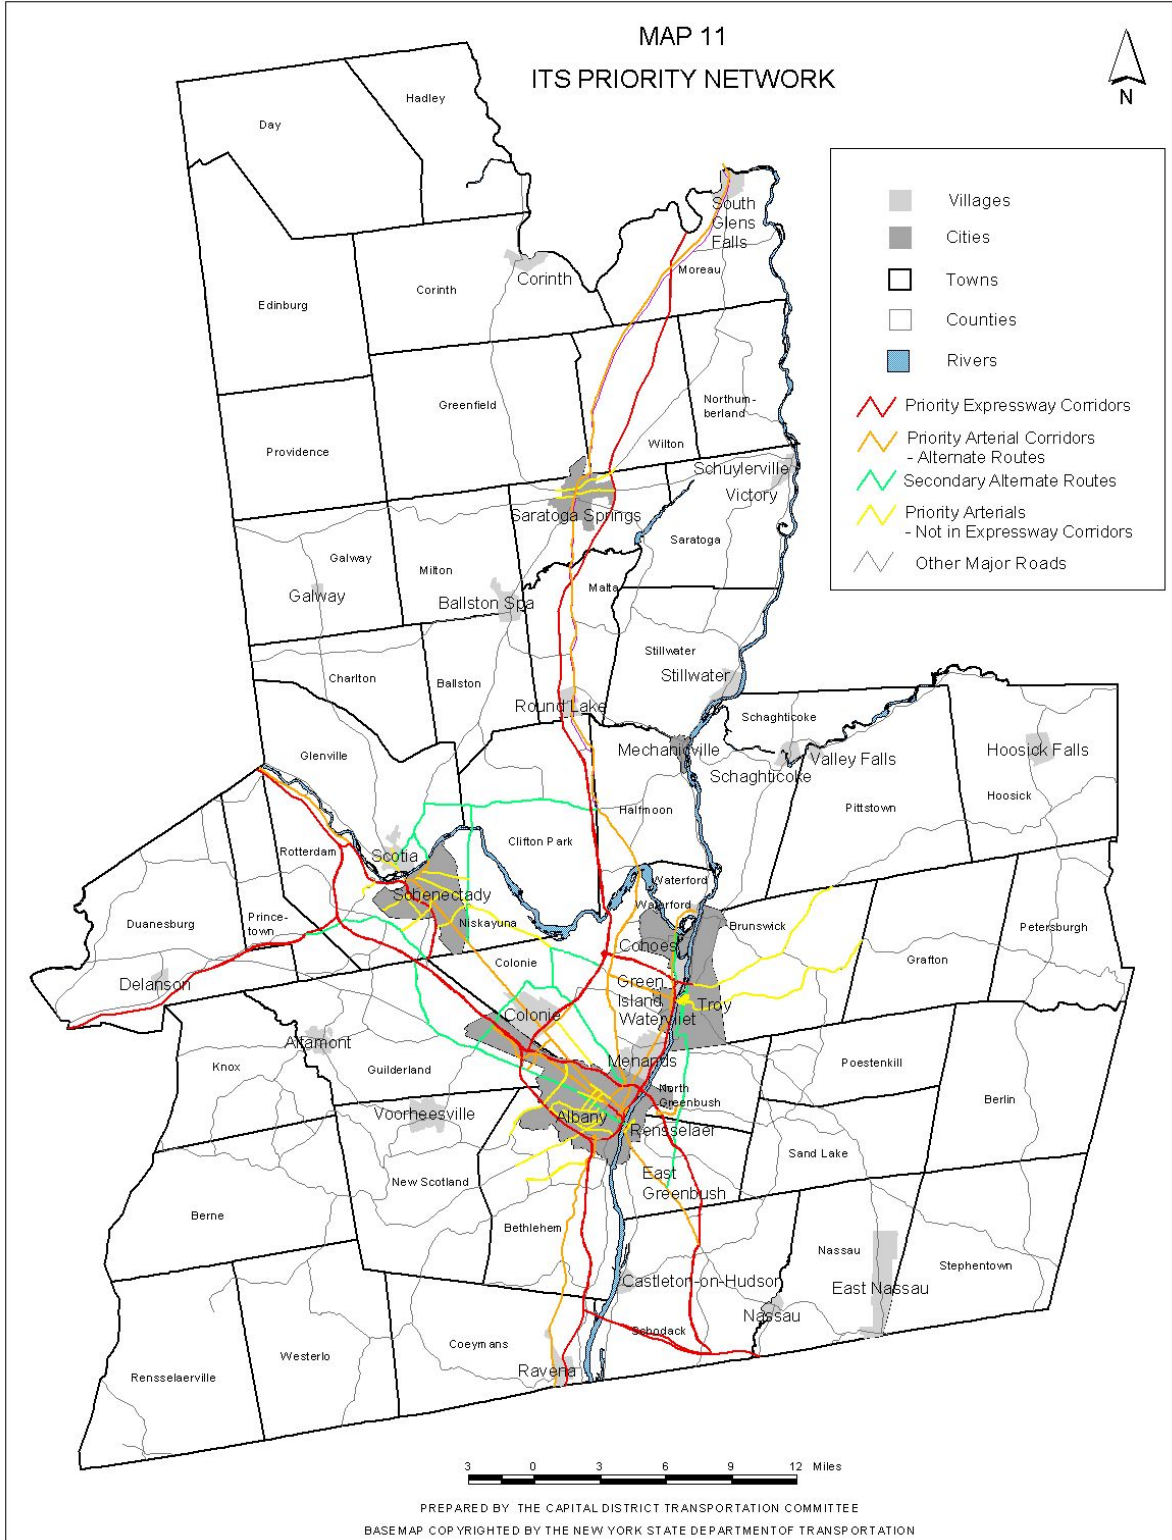 MAP 11
ITS PRIORITY NETWORK
N
Villages
Cities
Towns
Counties
Rivers
Priority Expressway Corridors
Priority Arterial Corridors
- Alternate Routes
Secondary Alternate Routes
Priority Arterials
- Not in Expressway Corridors
Other Major Roads
Hadley
Day
South
Glens
Falls
Moreau
Corinth
Corinth
Edinburg
Greenfield
Northum-
berland
Wilton
Providence
Schuylerville
Victory
Saratoga Springs
Saratoga
Galway
Milton
Malta
Galway
Ballston Spa
Stillwater
Stillwater
Charlton
Ballston
Round Lake
Schaghticoke
Mechanicville
Glenville
Schaghticoke
Valley Falls
Hoosick Falls
Hoosick
Pittstown
Halfmoon
Clifton Park
Rotterdam
Scotia
Waterford
Schenectady
Waterford
Duanesburg
Prince-
town
Niskayuna
Brunswick
Petersburgh
Cohoes
Grafton
Colonie
Delanson
Green
Island
Troy
Colonie
Watervliet
Altamont
Menands
Poestenkill
Knox
Guilderland
North
Greenbush
Berlin
Voorheesville
Albany
Rensselaer
Sand Lake
East
Greenbush
New Scotland
Berne
Bethlehem
Nassau
Stephentown
Castleton-on-Hudson
East Nassau
Nassau
Schodack
Coeymans
Westerlo
Ravena
Rensselaerville
3 0 3 6 9 12 Miles
PREPARED BY THE CAPITAL DISTRICT TRANSPORTATION COMMITTEE
BASEMAP COPYRIGHTED BY THE NEW YORK STATE DEPARTMENT OF TRANSPORTATION